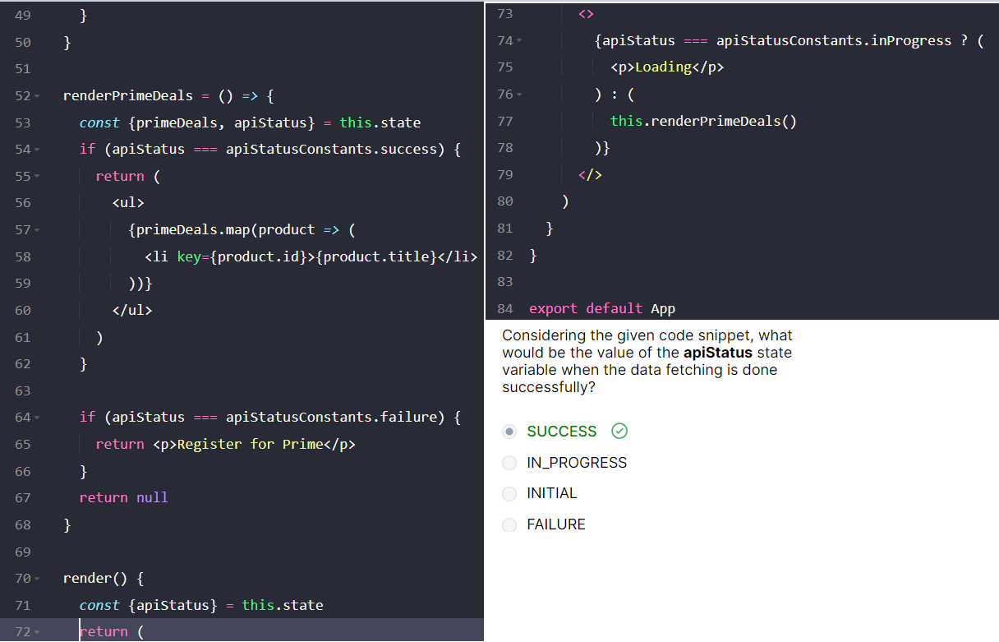 49 }
50 }
51
52 renderPrimeDeals = () => {
53 const {primeDeals, apiStatus} = this.state
54 if (apiStatus === apiStatusConstants.success) {
55 return (
56 <ul>
57 {primeDeals.map(product => (
58 <li key={product.id}>{product.title}</li>
59 ))}
60 </ul>
61 )
62 }
63
64 if (apiStatus === apiStatusConstants.failure) {
65 return <p>Register for Prime</p>
66 }
67 return null
68 }
69
70 render() {
71 const {apiStatus} = this.state
72 return (
73 <>
74 {apiStatus === apiStatusConstants.inProgress ? (
75 <p>Loading</p>
76 ) : (
77 this.renderPrimeDeals()
78 )}
79 </>
80 )
81 }
82 }
83
84 export default App
Considering the given code snippet, what
would be the value of the apiStatus state
variable when the data fetching is done
successfully?
SUCCESS
IN_PROGRESS
INITIAL
FAILURE